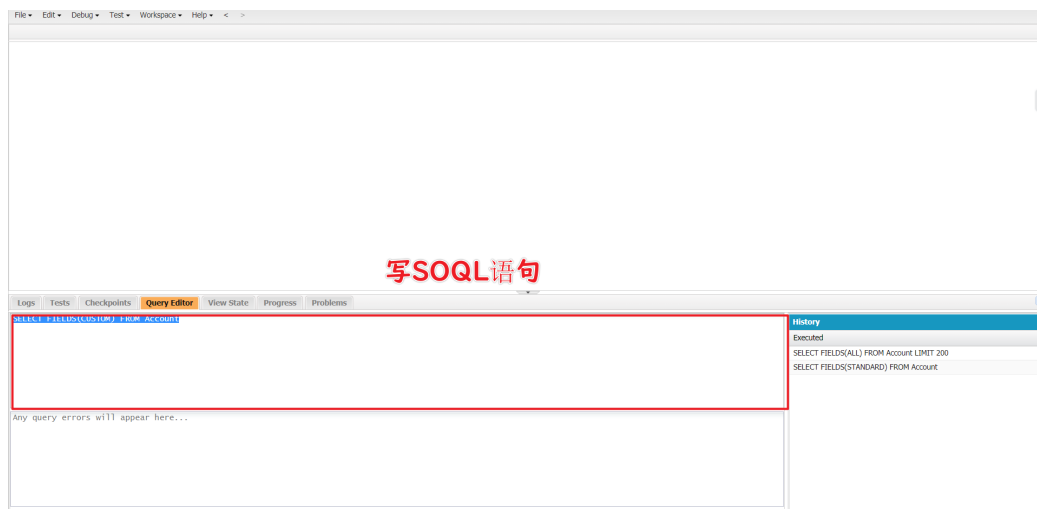 File Edit Debug Test Workspace Help < >
写SOQL语句
Logs Tests Checkpoints Query Editor View State Progress Problems
SELECT FIELDS(CUSTOM) FROM Account
History
Executed
SELECT FIELDS(ALL) FROM Account LIMIT 200
SELECT FIELDS(STANDARD) FROM Account
Any query errors will appear here...